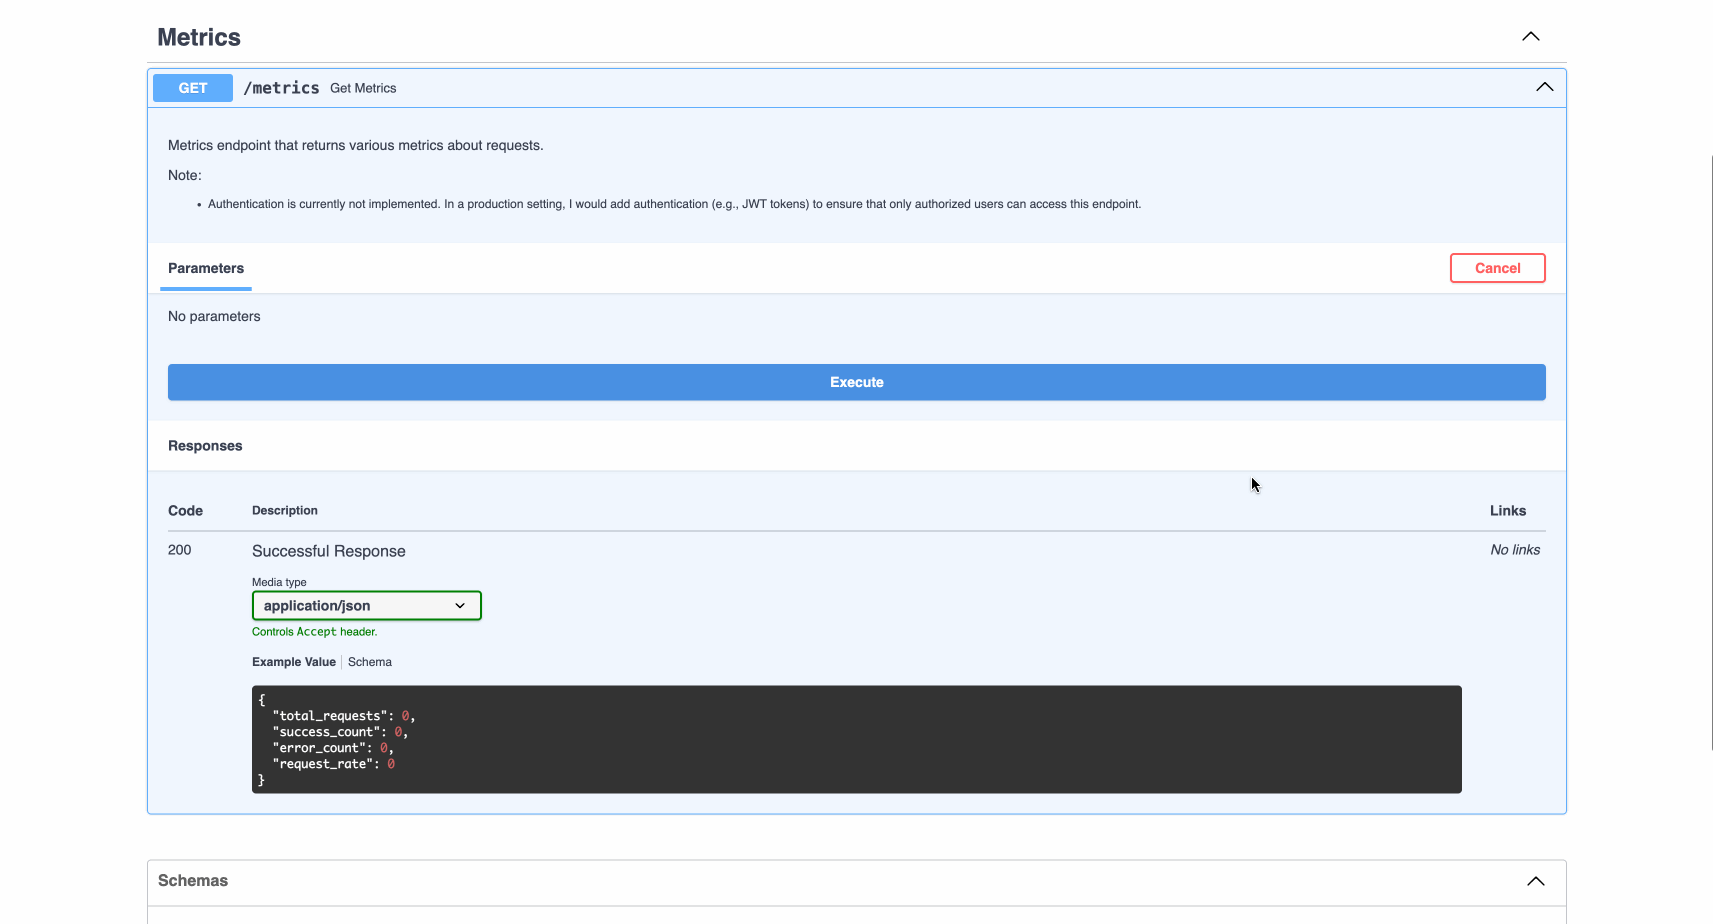 Metrics
GET /metrics Get Metrics
Metrics endpoint that returns various metrics about requests.
Note:
• Authentication is currently not implemented. In a production setting, I would add authentication (e.g., JWT tokens) to ensure that only authorized users can access this endpoint.
Parameters Cancel
No parameters
Execute
Responses
Code Description Links
200 Successful Response No links
Media type
application/json
Controls Accept header.
Example Value Schema
{
  "total_requests": 0,
  "success_count": 0,
  "error_count": 0,
  "request_rate": 0
}
Schemas